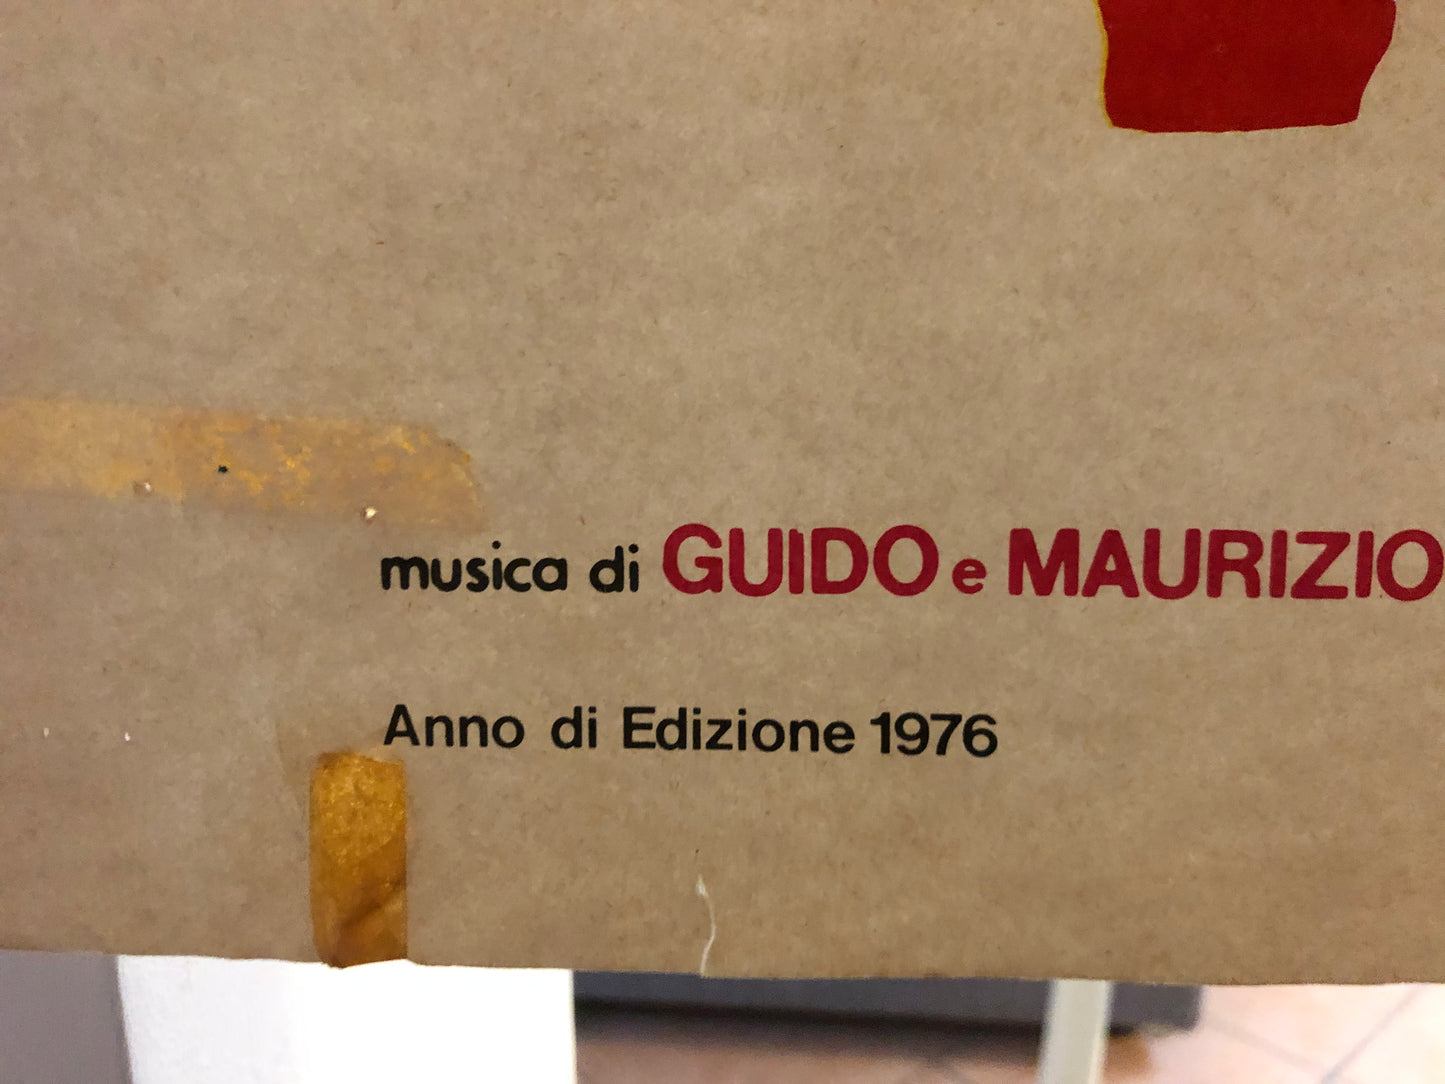 musica di GUIDO e MAURIZIO
Anno di Edizione 1976